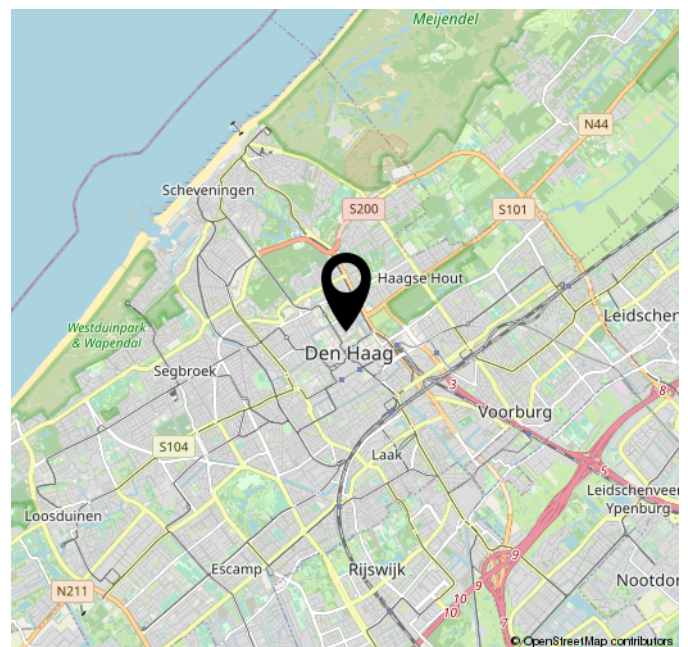 Meijendel
N44
Scheveningen
S200
S101
Haagse Hout
Leidschen
Westduinpark
& Wapendal
Den Haag
Segbroek
3
8
Voorburg
S104
Laak
5
Leidschenveen
Ypenburg
Loosduinen
9
Escamp
Rijswijk
9
Nootdor
N211
10
10
7
© OpenStreetMap contributors